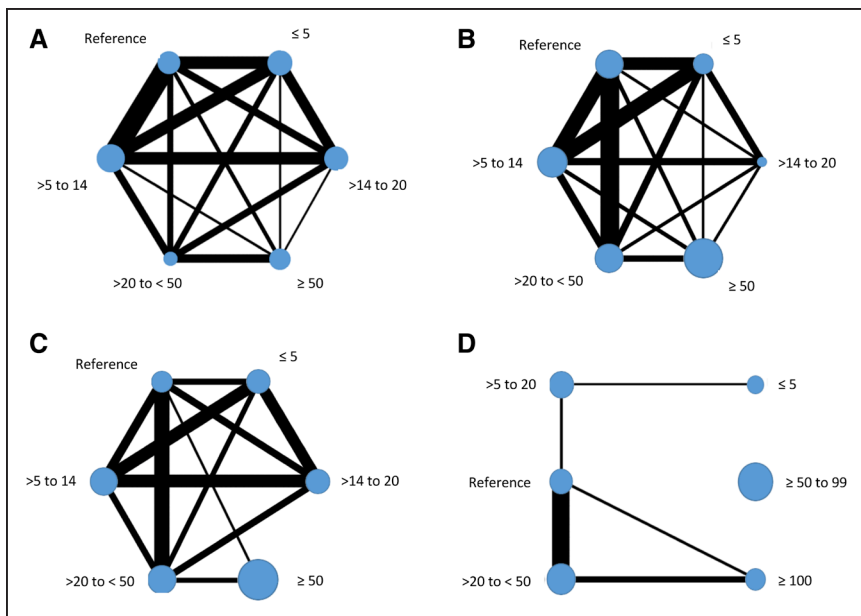 A
Reference
≤ 5
>5 to 14
>14 to 20
>20 to < 50
≥ 50
B
Reference
≤ 5
>5 to 14
>14 to 20
>20 to < 50
≥ 50
C
Reference
≤ 5
>5 to 14
>14 to 20
>20 to < 50
≥ 50
D
>5 to 20
≤ 5
Reference
≥ 50 to 99
>20 to < 50
≥ 100